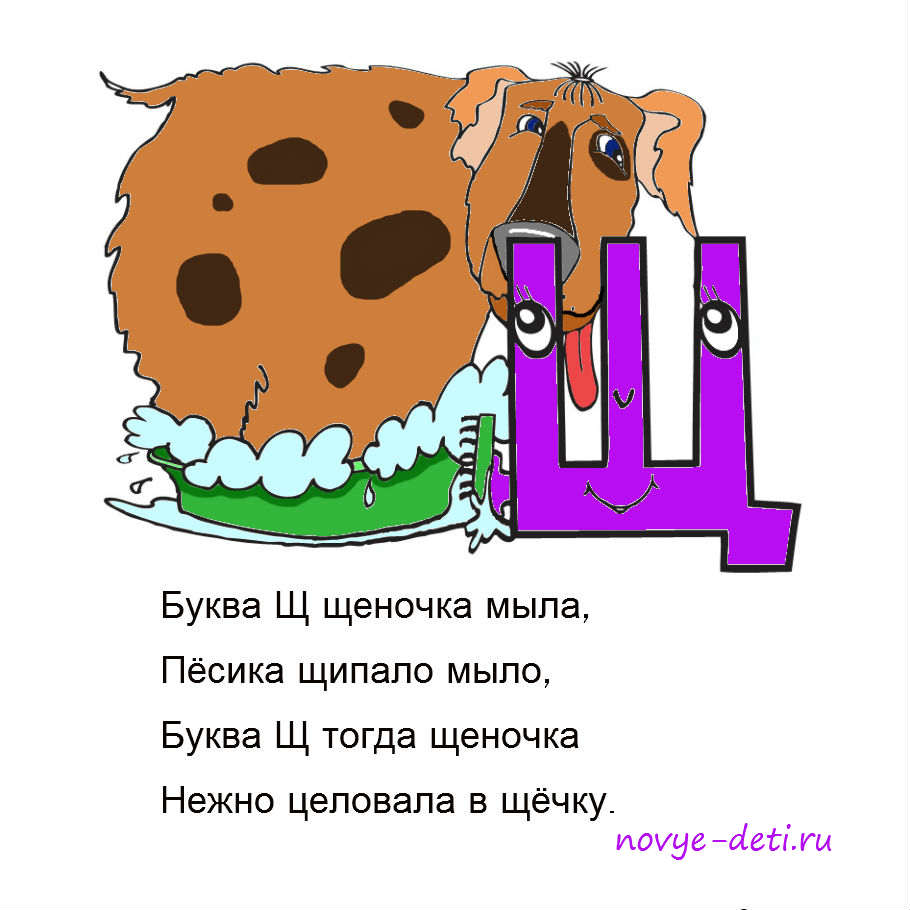 Щ
Буква Щ щеночка мыла,
Пёсика щипало мыло,
Буква Щ тогда щеночка
Нежно целовала в щёчку.
novye-deti.ru